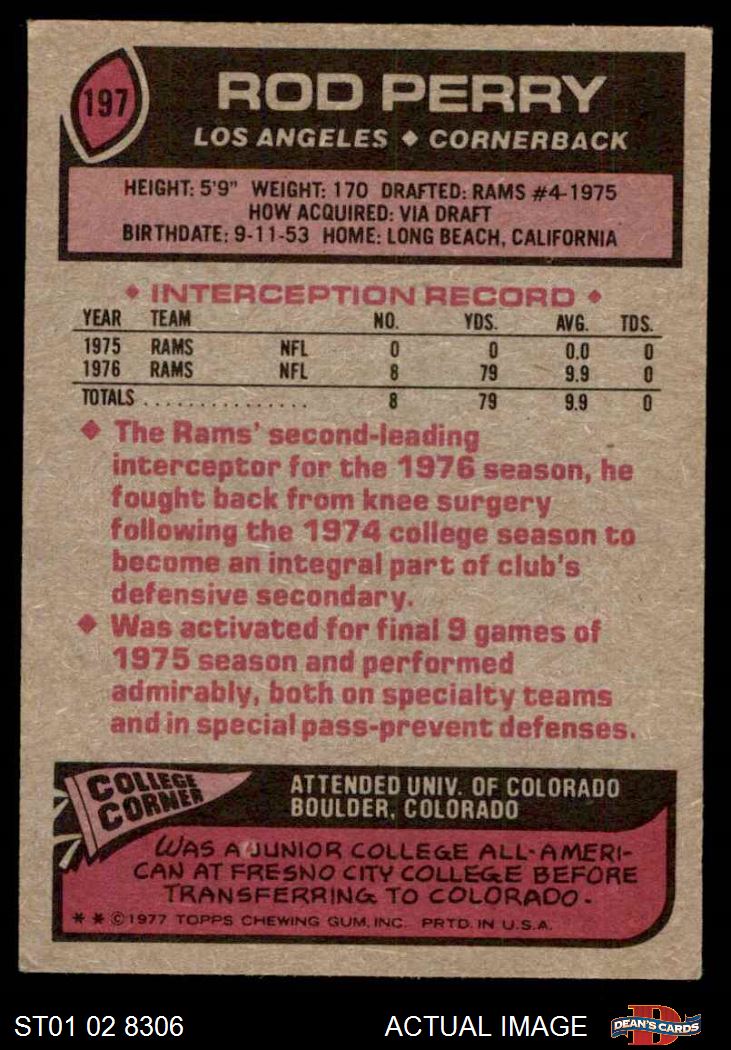 197
ROD PERRY
LOS ANGELES ◆ CORNERBACK
HEIGHT: 5'9" WEIGHT: 170 DRAFTED: RAMS #4-1975
HOW ACQUIRED: VIA DRAFT
BIRTHDATE: 9-11-53 HOME: LONG BEACH, CALIFORNIA
◆ INTERCEPTION RECORD ◆
YEAR TEAM NO. YDS. AVG. TDS.
1975 RAMS NFL 0 0 0.0 0
1976 RAMS NFL 8 79 9.9 0
TOTALS ............... 8 79 9.9 0
◆ The Rams' second-leading
interceptor for the 1976 season, he
fought back from knee surgery
following the 1974 college season to
become an integral part of club's
defensive secondary.
◆ Was activated for final 9 games of
1975 season and performed
admirably, both on specialty teams
and in special pass-prevent defenses.
COLLEGE
CORNER
ATTENDED UNIV. OF COLORADO
BOULDER, COLORADO
WAS A JUNIOR COLLEGE ALL-AMERI-
CAN AT FRESNO CITY COLLEGE BEFORE
TRANSFERRING TO COLORADO.
* * © 1977 TOPPS CHEWING GUM, INC. PRTD. IN U.S.A.
ST01 02 8306 ACTUAL IMAGE
D
DEAN'S CARDS